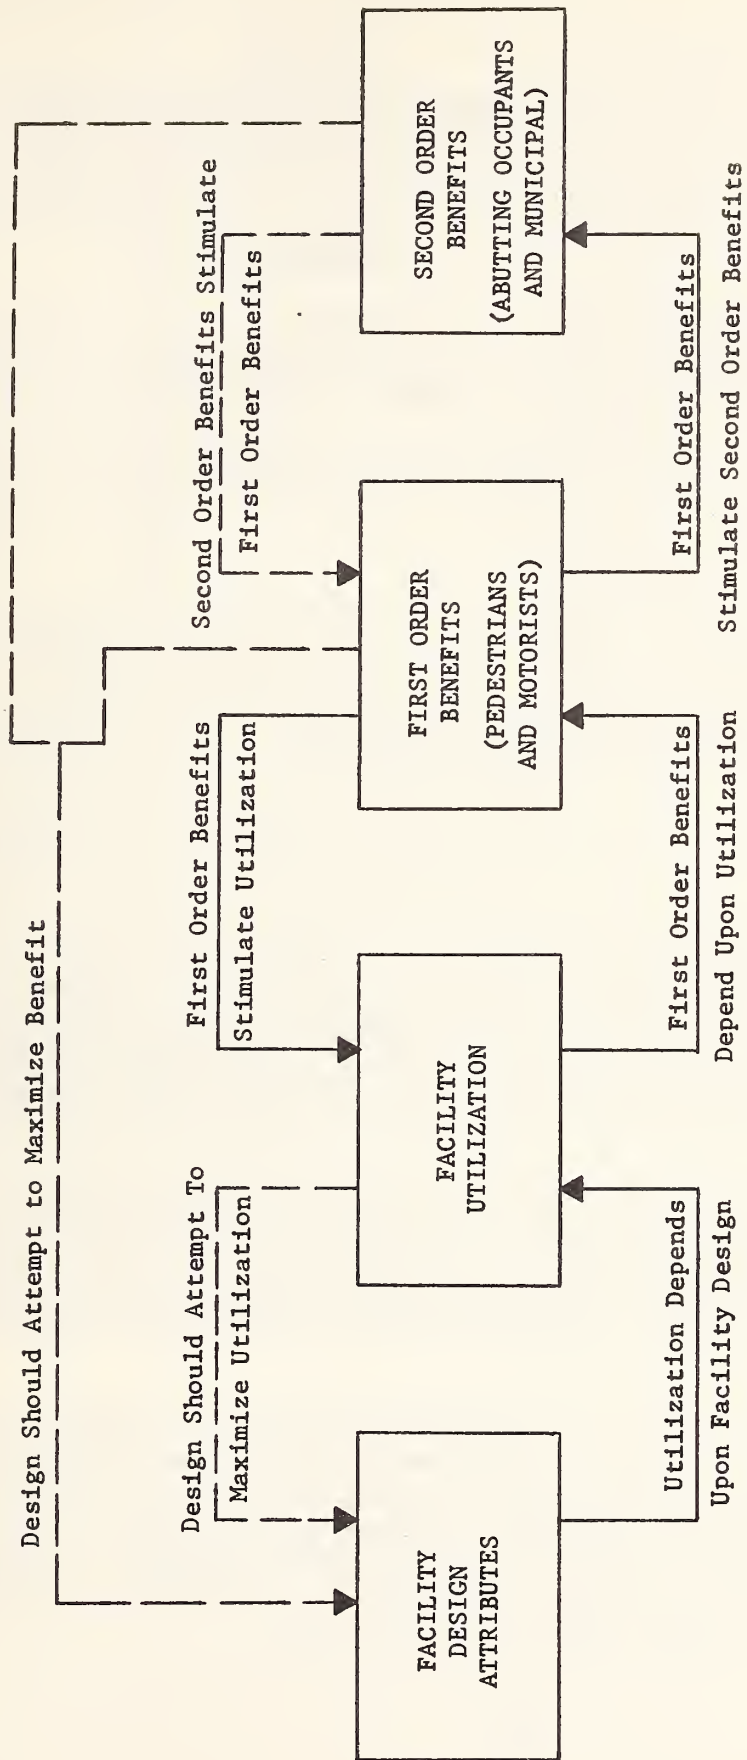 Design Should Attempt to Maximize Benefit
Design Should Attempt To
Maximize Utilization
First Order Benefits
Stimulate Utilization
Second Order Benefits Stimulate
First Order Benefits
FACILITY
DESIGN
ATTRIBUTES
FACILITY
UTILIZATION
FIRST ORDER
BENEFITS
(PEDESTRIANS
AND MOTORISTS)
SECOND ORDER
BENEFITS
(ABUTTING OCCUPANTS
AND MUNICIPAL)
Utilization Depends
Upon Facility Design
First Order Benefits
Depend Upon Utilization
First Order Benefits
Stimulate Second Order Benefits